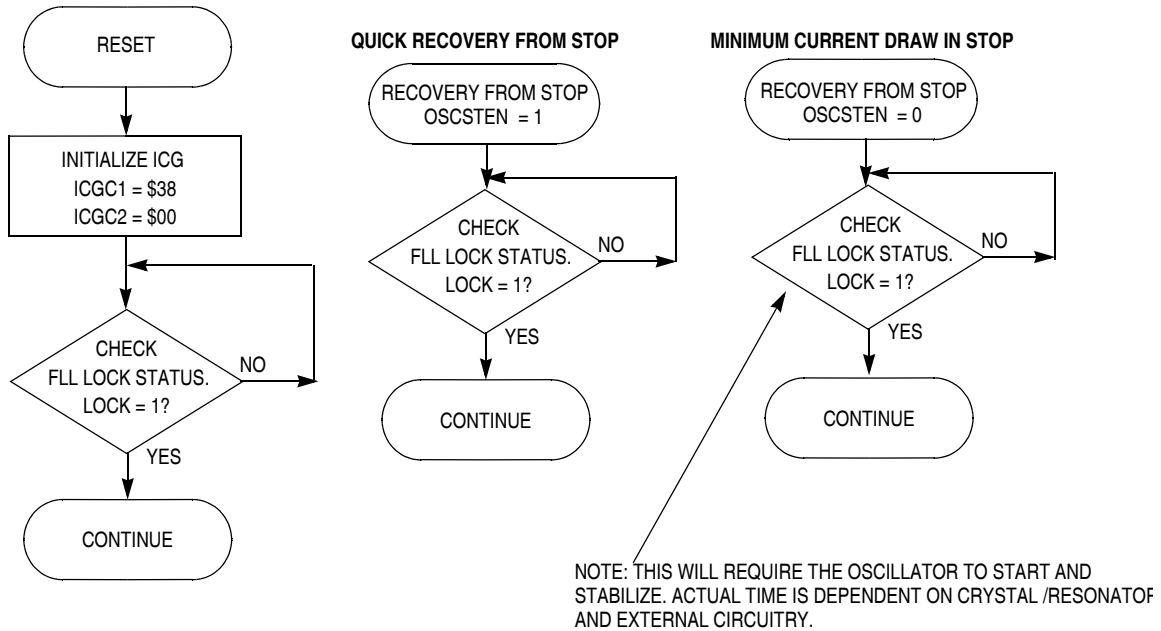 RESET
INITIALIZE ICG
ICGC1 = $38
ICGC2 = $00
CHECK
FLL LOCK STATUS.
LOCK = 1?
NO
YES
CONTINUE
QUICK RECOVERY FROM STOP
RECOVERY FROM STOP
OSCSTEN = 1
CHECK
FLL LOCK STATUS.
LOCK = 1?
NO
YES
CONTINUE
MINIMUM CURRENT DRAW IN STOP
RECOVERY FROM STOP
OSCSTEN = 0
CHECK
FLL LOCK STATUS.
LOCK = 1?
NO
YES
CONTINUE
NOTE: THIS WILL REQUIRE THE OSCILLATOR TO START AND
STABILIZE. ACTUAL TIME IS DEPENDENT ON CRYSTAL /RESONATOR
AND EXTERNAL CIRCUITRY.